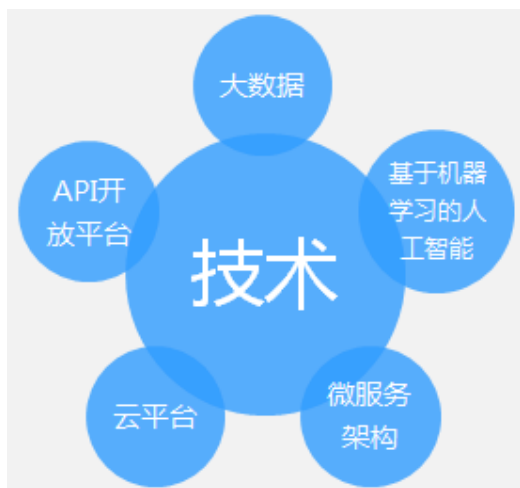 大数据
API开
放平台
基于机器
学习的人
工智能
技术
云平台
微服务
架构